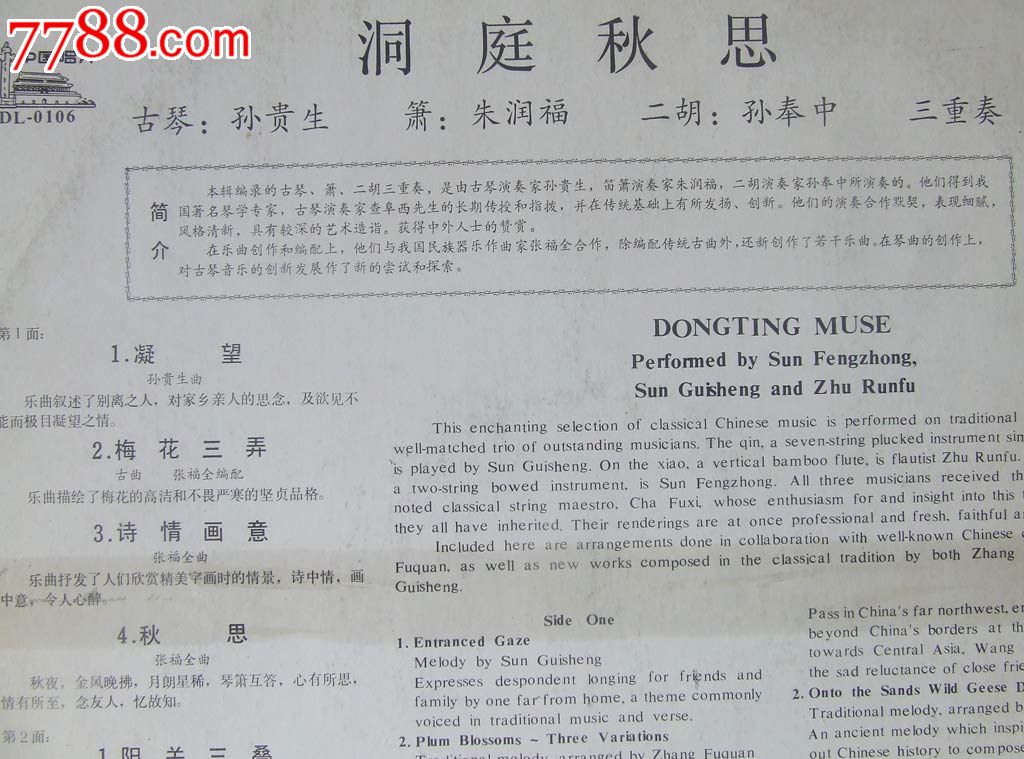 7788.com
中国唱片
DL-0106
洞庭秋思
古琴：孙贵生 箫：朱润福 二胡：孙奉中 三重奏
简介
本辑编录的古琴、箫、二胡三重奏，是由古琴演奏家孙贵生，笛箫演奏家朱润福，二胡演奏家孙奉中所演奏的。他们得到我
国著名琴学专家，古琴演奏家查阜西先生的长期传授和指拨，并在传统基础上有所发扬、创新。他们的演奏合作默契，表现细腻，
风格清新，具有较深的艺术造诣。获得中外人士的赞赏。
在乐曲创作和编配上，他们与我国民族器乐作曲家张福全合作，除编配传统古曲外，还新创作了若干乐曲。在琴曲的创作上，
对古琴音乐的创新发展作了新的尝试和探索。
第1面：
1.凝 望
孙贵生曲
乐曲叙述了别离之人，对家乡亲人的思念，及欲见不
能而极目凝望之情。
2.梅花三弄
古曲 张福全编配
乐曲描绘了梅花的高洁和不畏严寒的坚贞品格。
3.诗情画意
张福全曲
乐曲抒发了人们欣赏精美字画时的情景，诗中情，画
中意，令人心醉。
4.秋 思
张福全曲
秋夜，金风晚拂，月朗星稀，琴箫互答，心有所思，
情有所至，念友人，忆故知。
第2面：
1.阳关三叠
DONGTING MUSE
Performed by Sun Fengzhong,
Sun Guisheng and Zhu Runfu
This enchanting selection of classical Chinese music is performed on traditional
well-matched trio of outstanding musicians. The qin, a seven-string plucked instrument sim
is played by Sun Guisheng. On the xiao, a vertical bamboo flute, is flautist Zhu Runfu.
a two-string bowed instrument, is Sun Fengzhong. All three musicians received th
noted classical string maestro, Cha Fuxi, whose enthusiasm for and insight into this t
they all have inherited. Their renderings are at once professional and fresh, faithful a
Included here are arrangements done in collaboration with well-known Chinese c
Fuquan, as well as new works composed in the classical tradition by both Zhang
Guisheng.
Side One
1. Entranced Gaze
Melody by Sun Guisheng
Expresses despondent longing for friends and
family by one far from home, a theme commonly
voiced in traditional music and verse.
2. Plum Blossoms ~ Three Variations
Traditional melody, arranged by Zhang Fuquan
Pass in China's far northwest, en
beyond China's borders at th
towards Central Asia, Wang
the sad reluctance of close frie
2. Onto the Sands Wild Geese D
Traditional melody, arranged b
An ancient melody which inspi
out Chinese history to compose